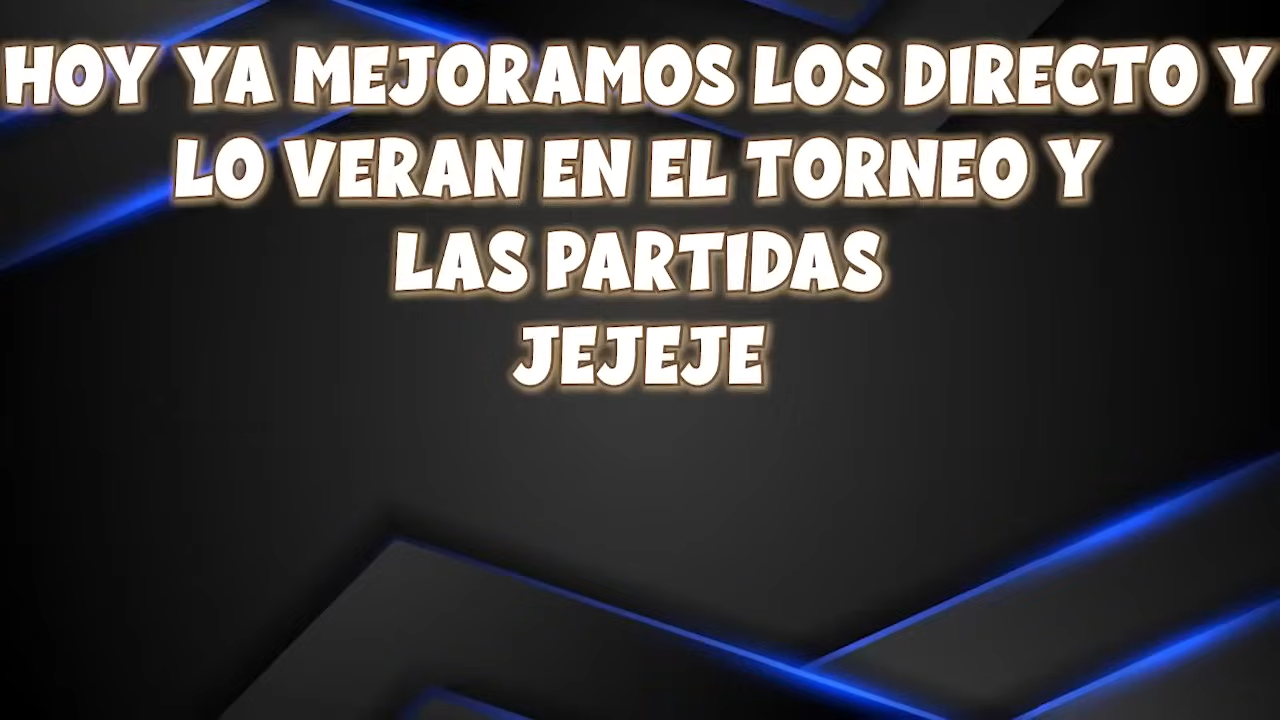 HOY YA MEJORAMOS LOS DIRECTO Y
LO VERAN EN EL TORNEO Y
LAS PARTIDAS
JEJEJE